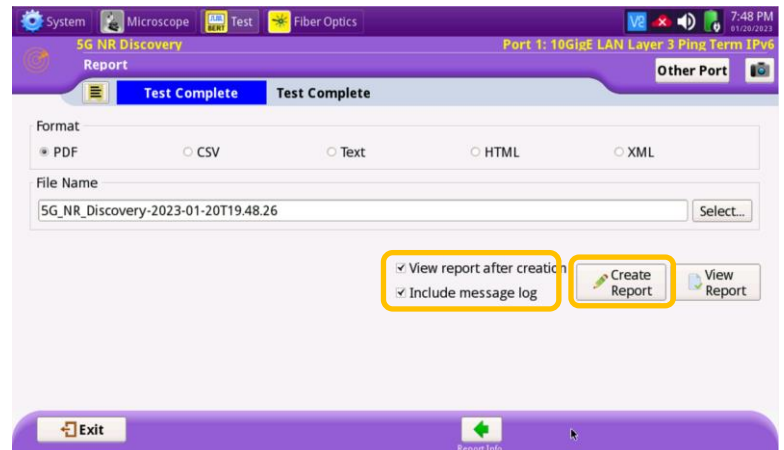 System Microscope Test Fiber Optics 7:48 PM
01/20/2023
5G NR Discovery Port 1: 10GigE LAN Layer 3 Ping Term IPv6
Report
Other Port
Test Complete Test Complete
Format
PDF CSV Text HTML XML
File Name
5G_NR_Discovery-2023-01-20T19.48.26 Select...
View report after creation
Include message log
Create
Report
View
Report
Exit
Report Info